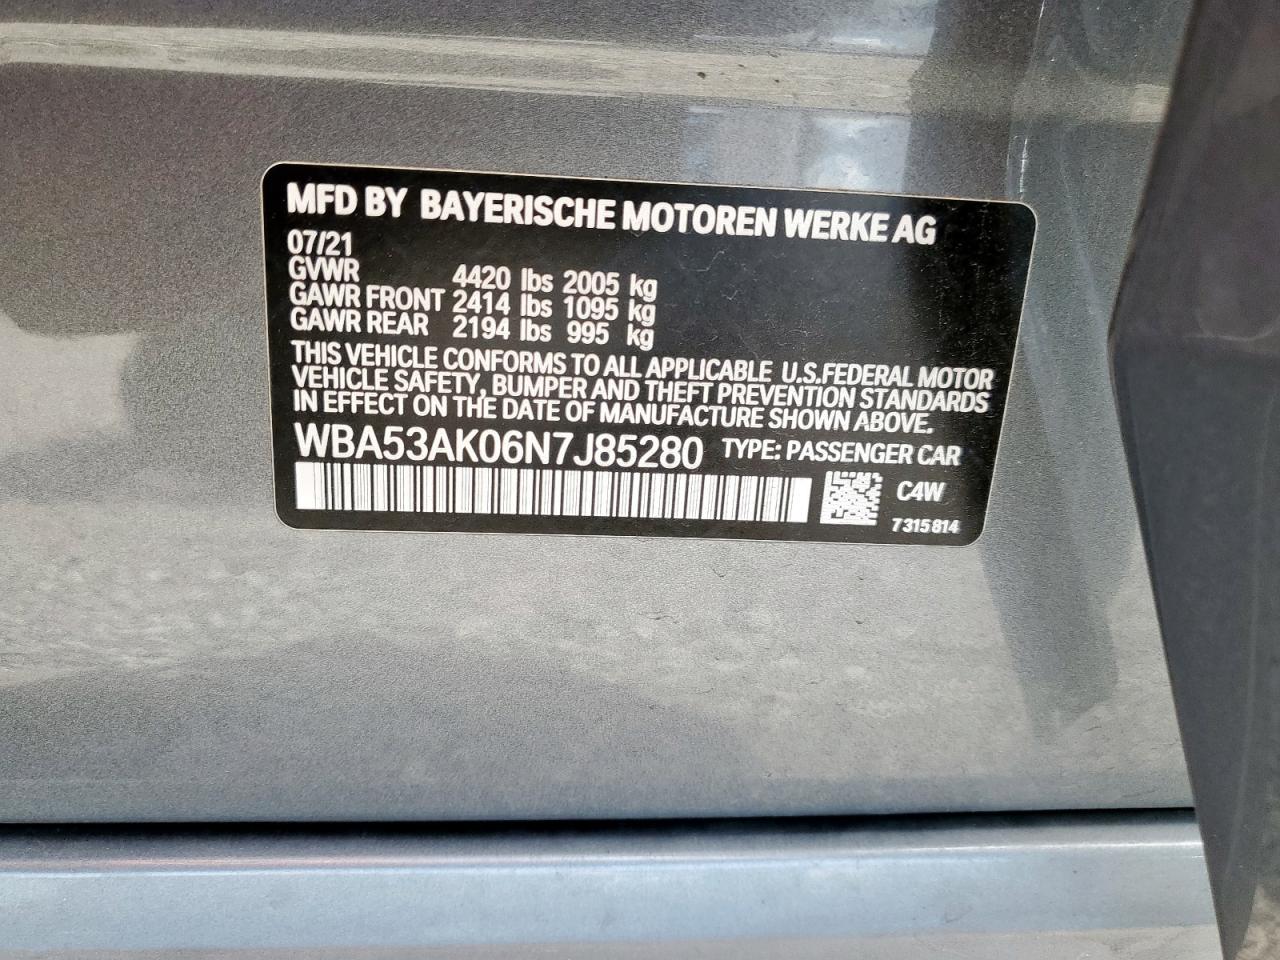 MFD BY BAYERISCHE MOTOREN WERKE AG
07/21
GVWR 4420 lbs 2005 kg
GAWR FRONT 2414 lbs 1095 kg
GAWR REAR 2194 lbs 995 kg
THIS VEHICLE CONFORMS TO ALL APPLICABLE U.S.FEDERAL MOTOR
VEHICLE SAFETY, BUMPER AND THEFT PREVENTION STANDARDS
IN EFFECT ON THE DATE OF MANUFACTURE SHOWN ABOVE.
WBA53AK06N7J85280 TYPE: PASSENGER CAR
C4W
7315814